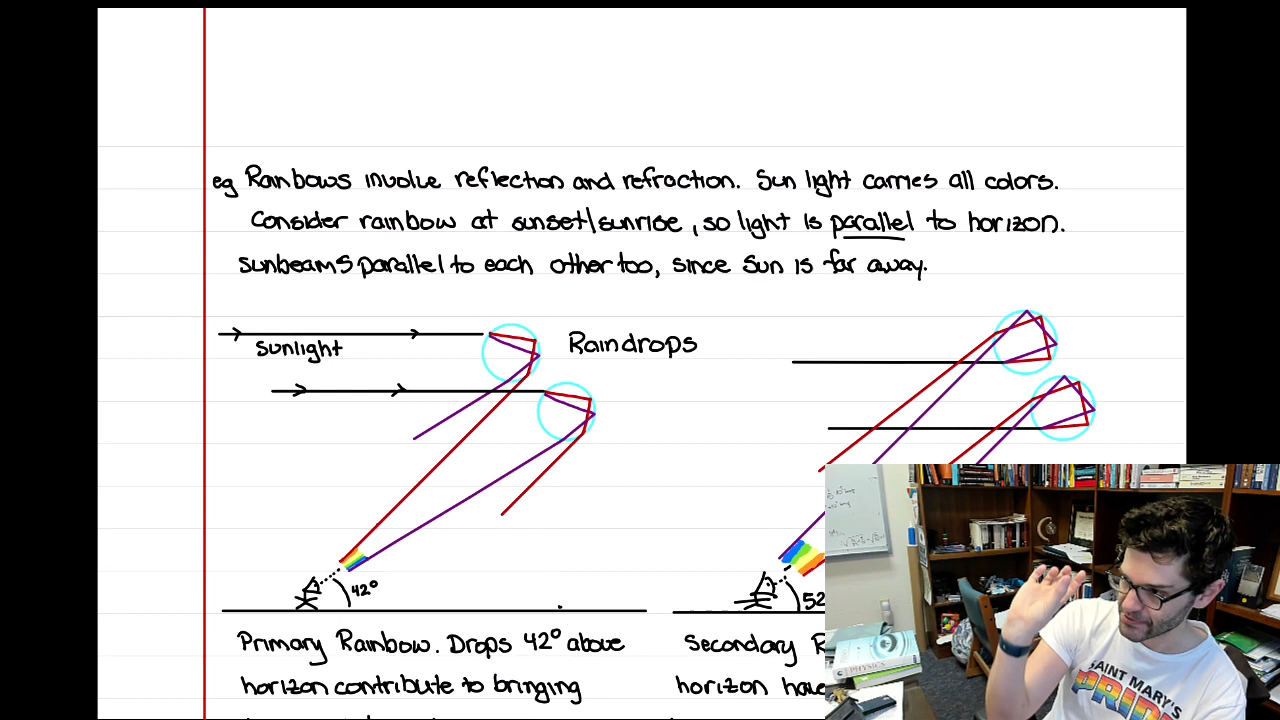 eg Rainbows involve reflection and refraction. Sun light carries all colors.
Consider rainbow at sunset/sunrise, so light is parallel to horizon.
Sunbeams parallel to each other too, since Sun is far away.
Sunlight
Raindrops
42°
52
Primary Rainbow. Drops 42° above
horizon contribute to bringing
Secondary R
horizon have
PHYSICS
SAINT MARY'S
PRIDE